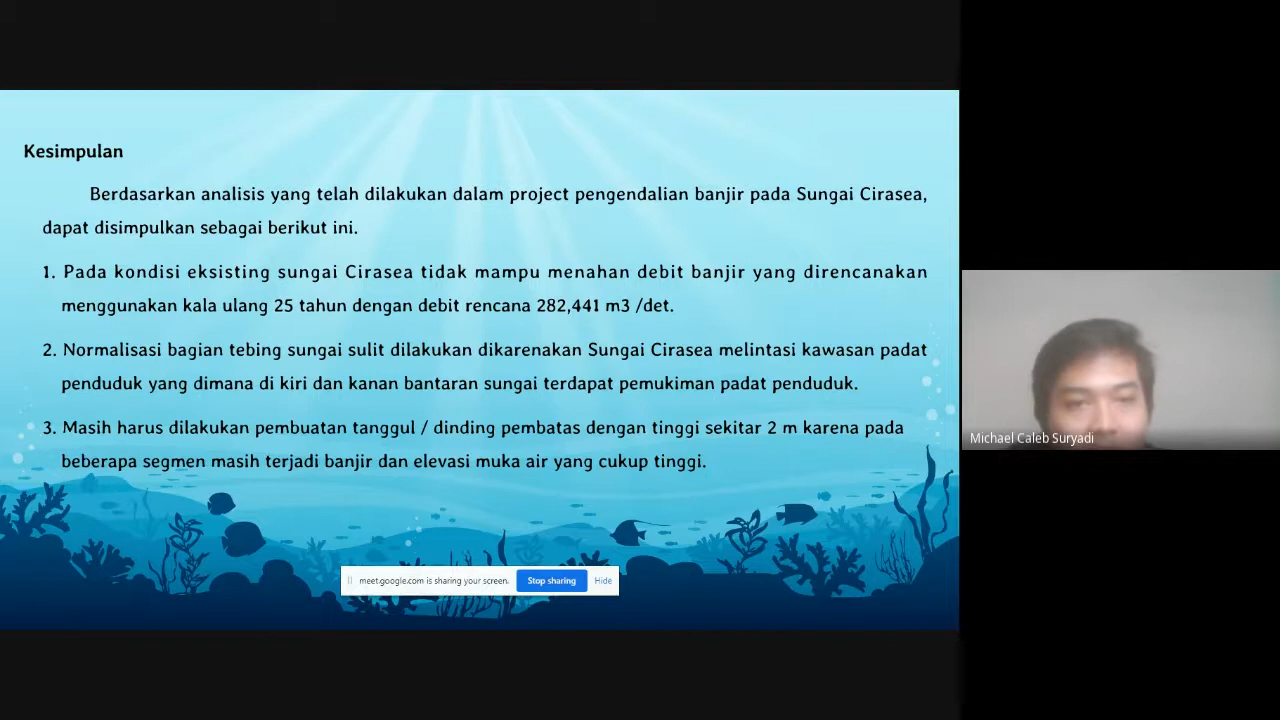 Kesimpulan
Berdasarkan analisis yang telah dilakukan dalam project pengendalian banjir pada Sungai Cirasea,
dapat disimpulkan sebagai berikut ini.
1. Pada kondisi eksisting sungai Cirasea tidak mampu menahan debit banjir yang direncanakan
menggunakan kala ulang 25 tahun dengan debit rencana 282,441 m3 /det.
2. Normalisasi bagian tebing sungai sulit dilakukan dikarenakan Sungai Cirasea melintasi kawasan padat
penduduk yang dimana di kiri dan kanan bantaran sungai terdapat pemukiman padat penduduk.
3. Masih harus dilakukan pembuatan tanggul / dinding pembatas dengan tinggi sekitar 2 m karena pada
beberapa segmen masih terjadi banjir dan elevasi muka air yang cukup tinggi.
meet.google.com is sharing your screen.
Stop sharing
Hide
Michael Caleb Suryadi